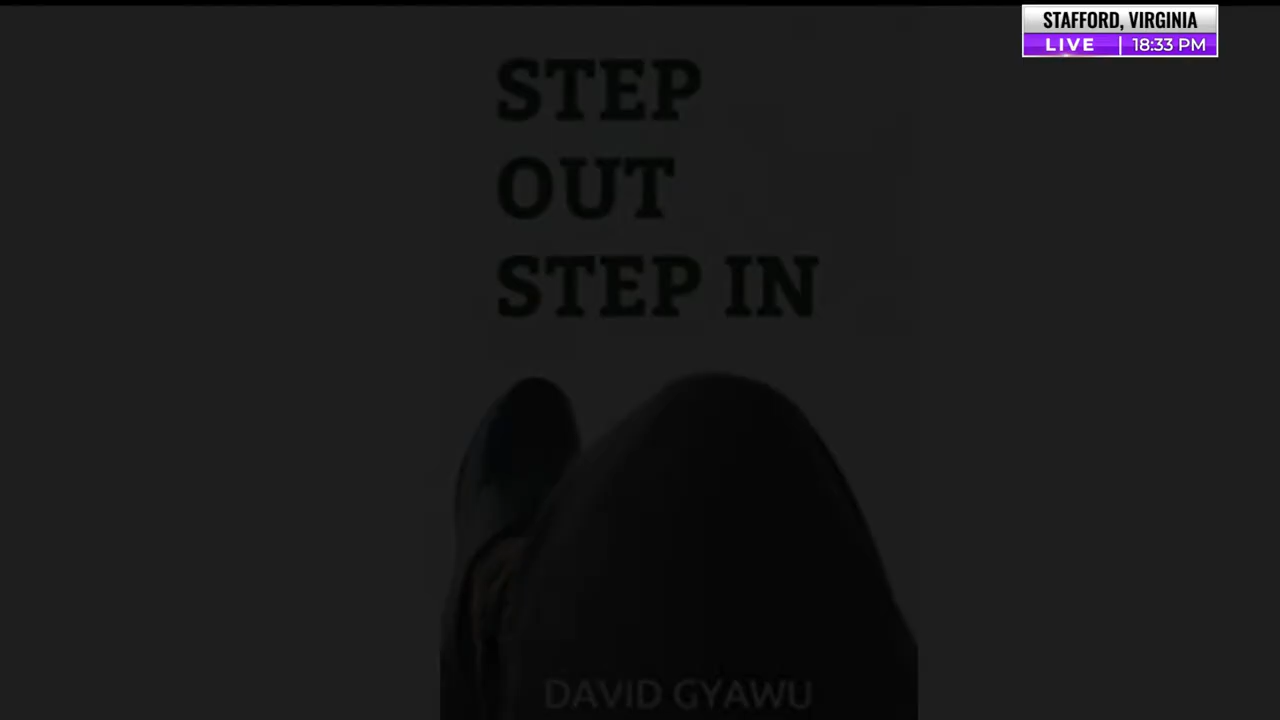 STAFFORD, VIRGINIA
LIVE | 18:33 PM
STEP
OUT
STEP IN
DAVID GYAWU